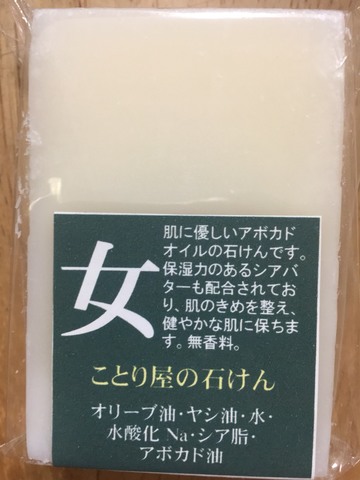 女
肌に優しいアボカド
オイルの石けんです。
保湿力のあるシアバ
ターも配合されてお
り、肌のきめを整え、
健やかな肌に保ちま
す。無香料。
ことり屋の石けん
オリーブ油・ヤシ油・水・
水酸化 Na・シア脂・
アボカド油